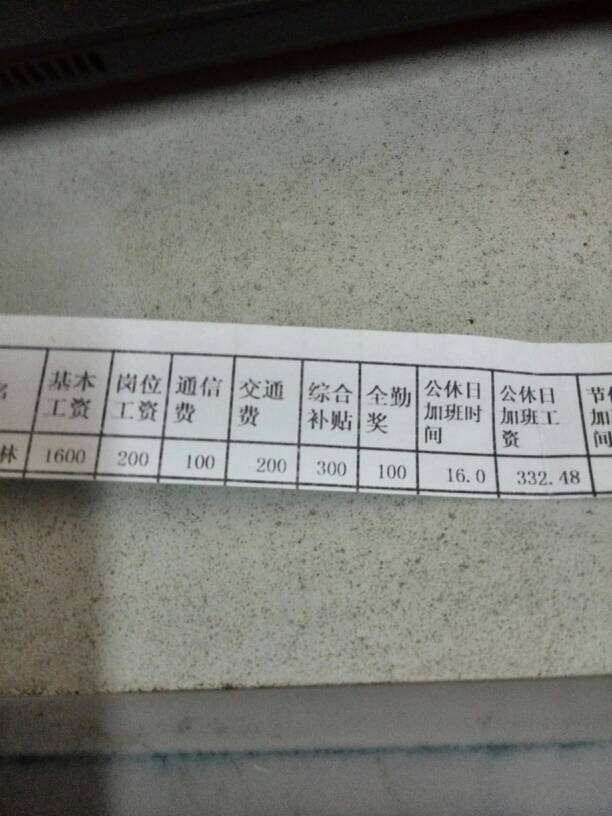 名 基本工资 岗位工资 通信费 交通费 综合补贴 全勤奖 公休日加班时间 公休日加班工资
林 1600 200 100 200 300 100 16.0 332.48